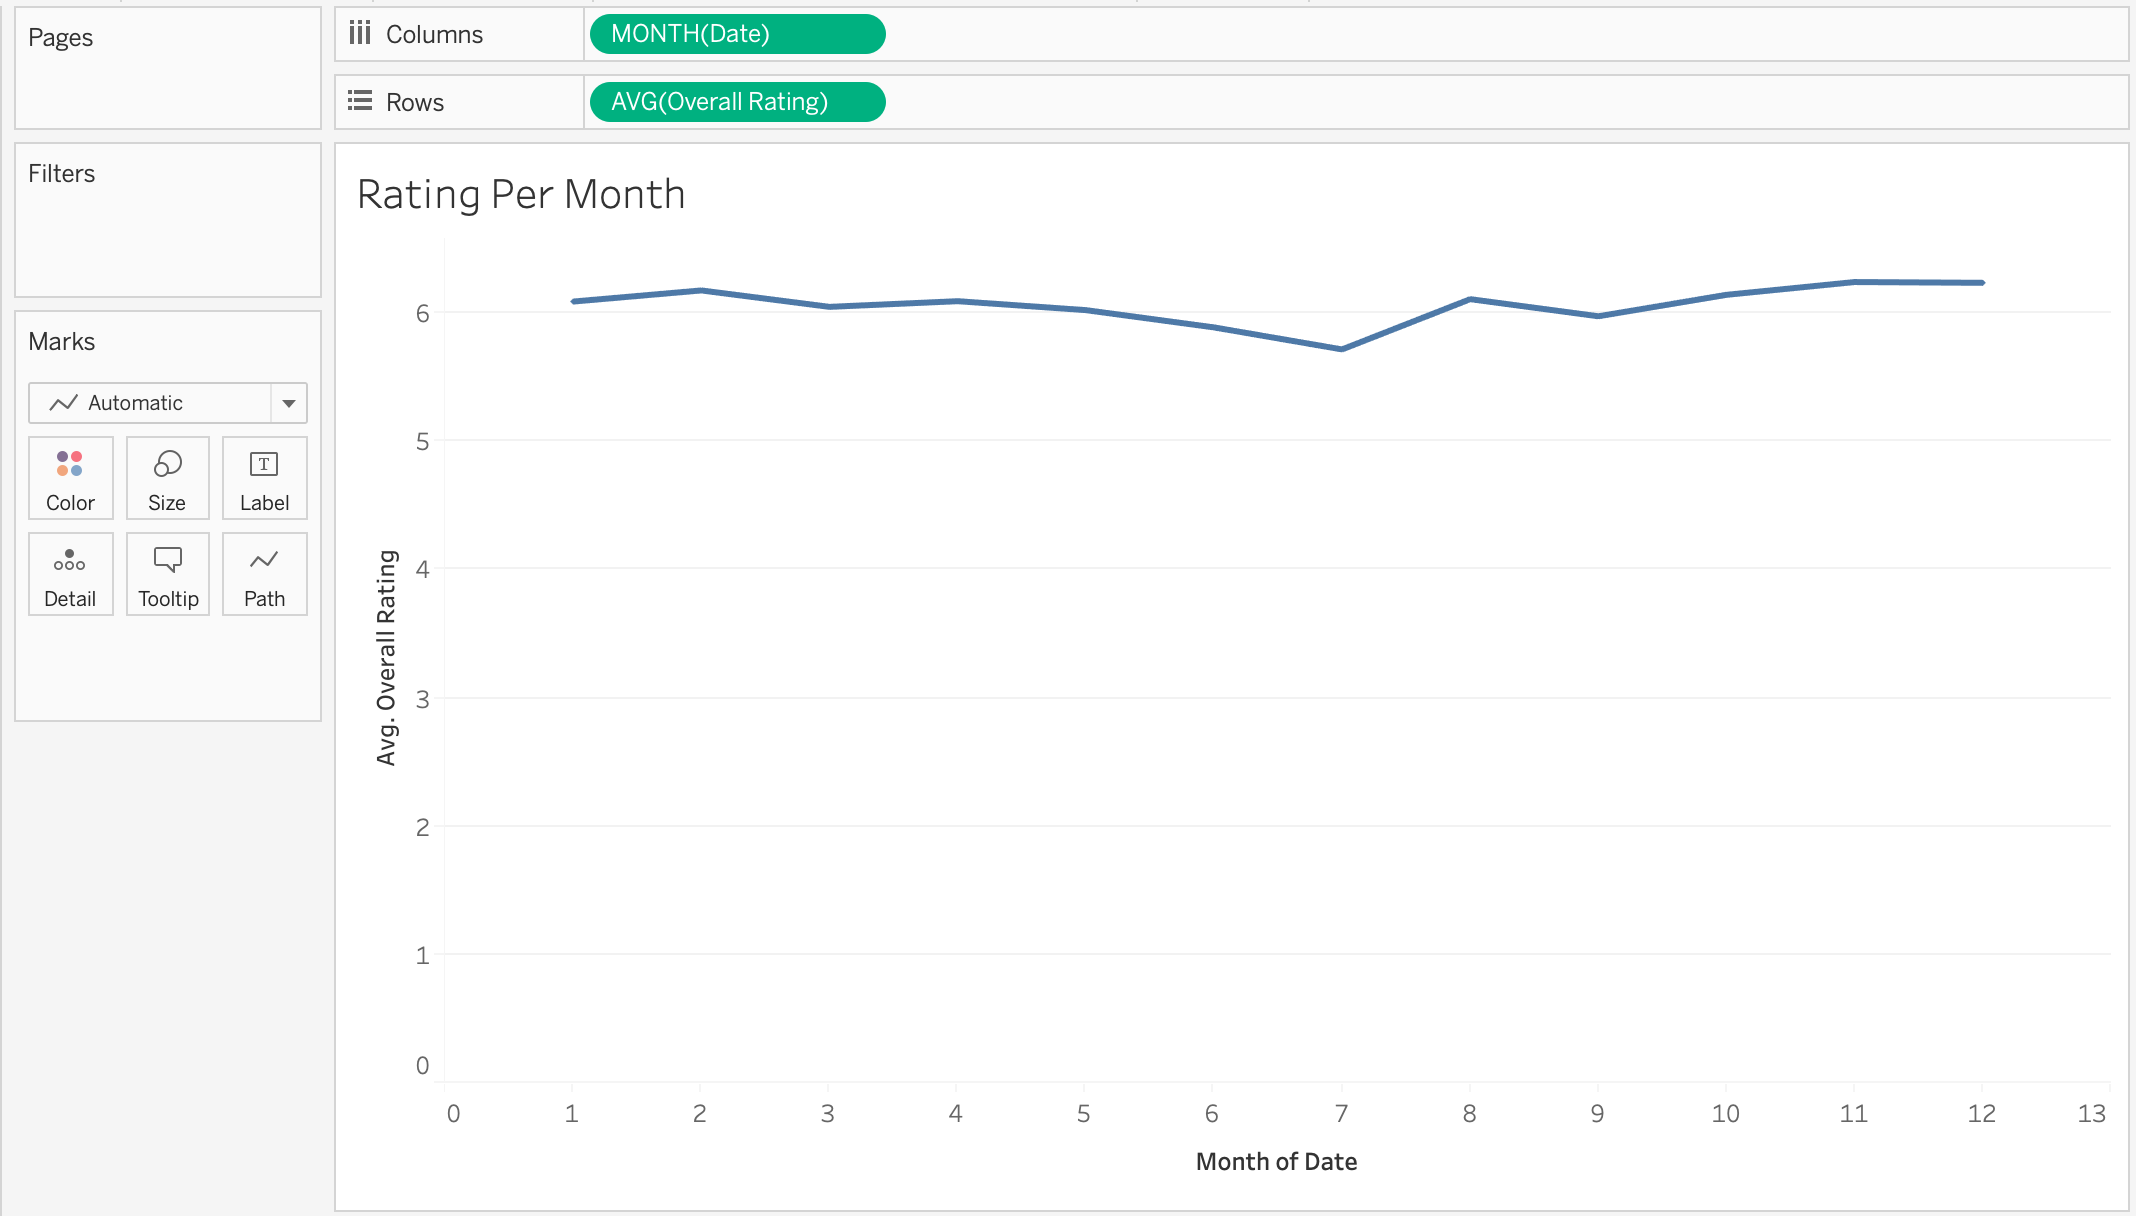 Pages
Columns
MONTH(Date)
Rows
AVG(Overall Rating)
Filters
Marks
Automatic
Color
Size
T
Label
Detail
Tooltip
Path
Rating Per Month
Avg. Overall Rating
6
5
4
3
2
1
0
0 1 2 3 4 5 6 7 8 9 10 11 12 13
Month of Date